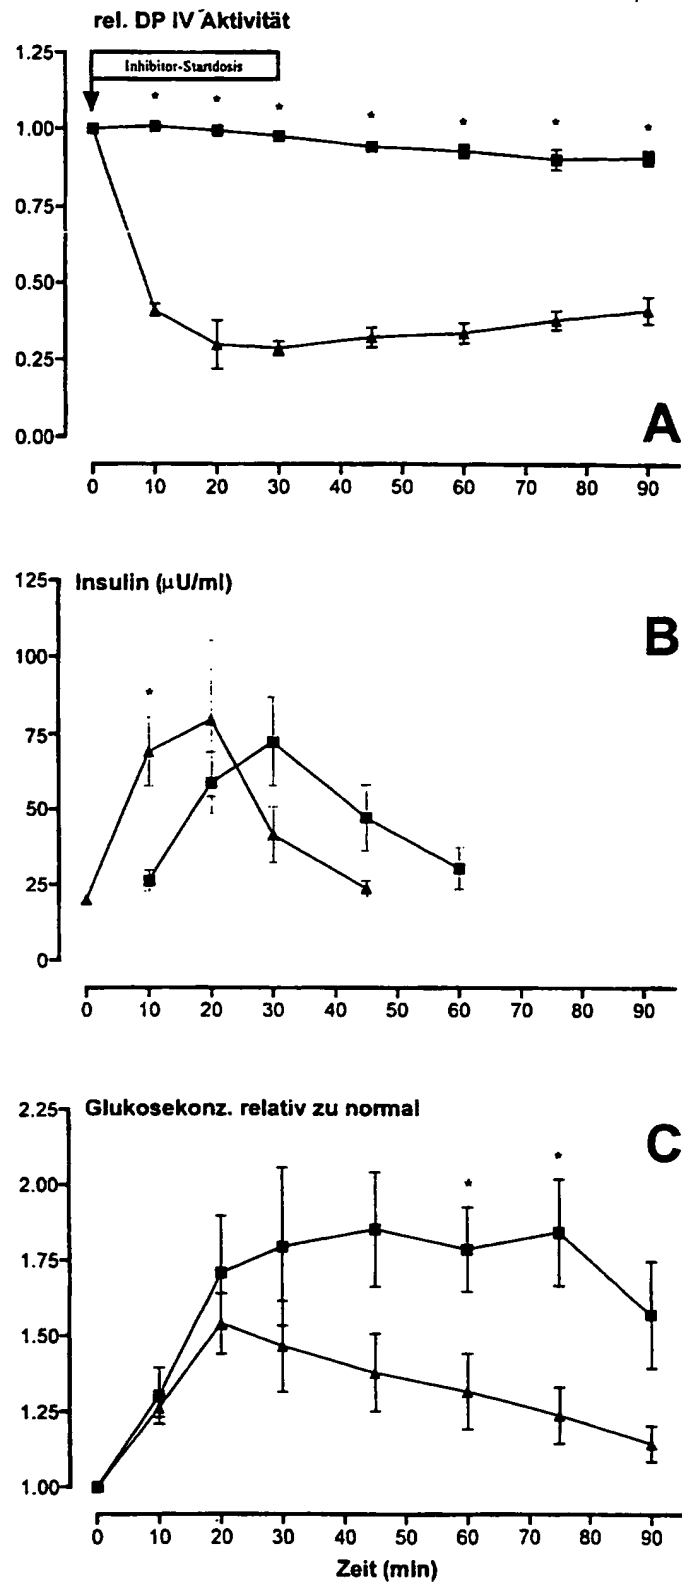 rel. DP IV Aktivität
1.25
Inhibitor-Startdosis
* * * * * * *
1.00
0.75
0.50
0.25
0.00
A
0 10 20 30 40 50 60 70 80 90
125 Insulin (µU/ml)
B
100
*
75
50
25
0
0 10 20 30 40 50 60 70 80 90
2.25 Glukosekonz. relativ zu normal
C
* *
2.00
1.75
1.50
1.25
1.00
0 10 20 30 40 50 60 70 80 90
Zeit (min)